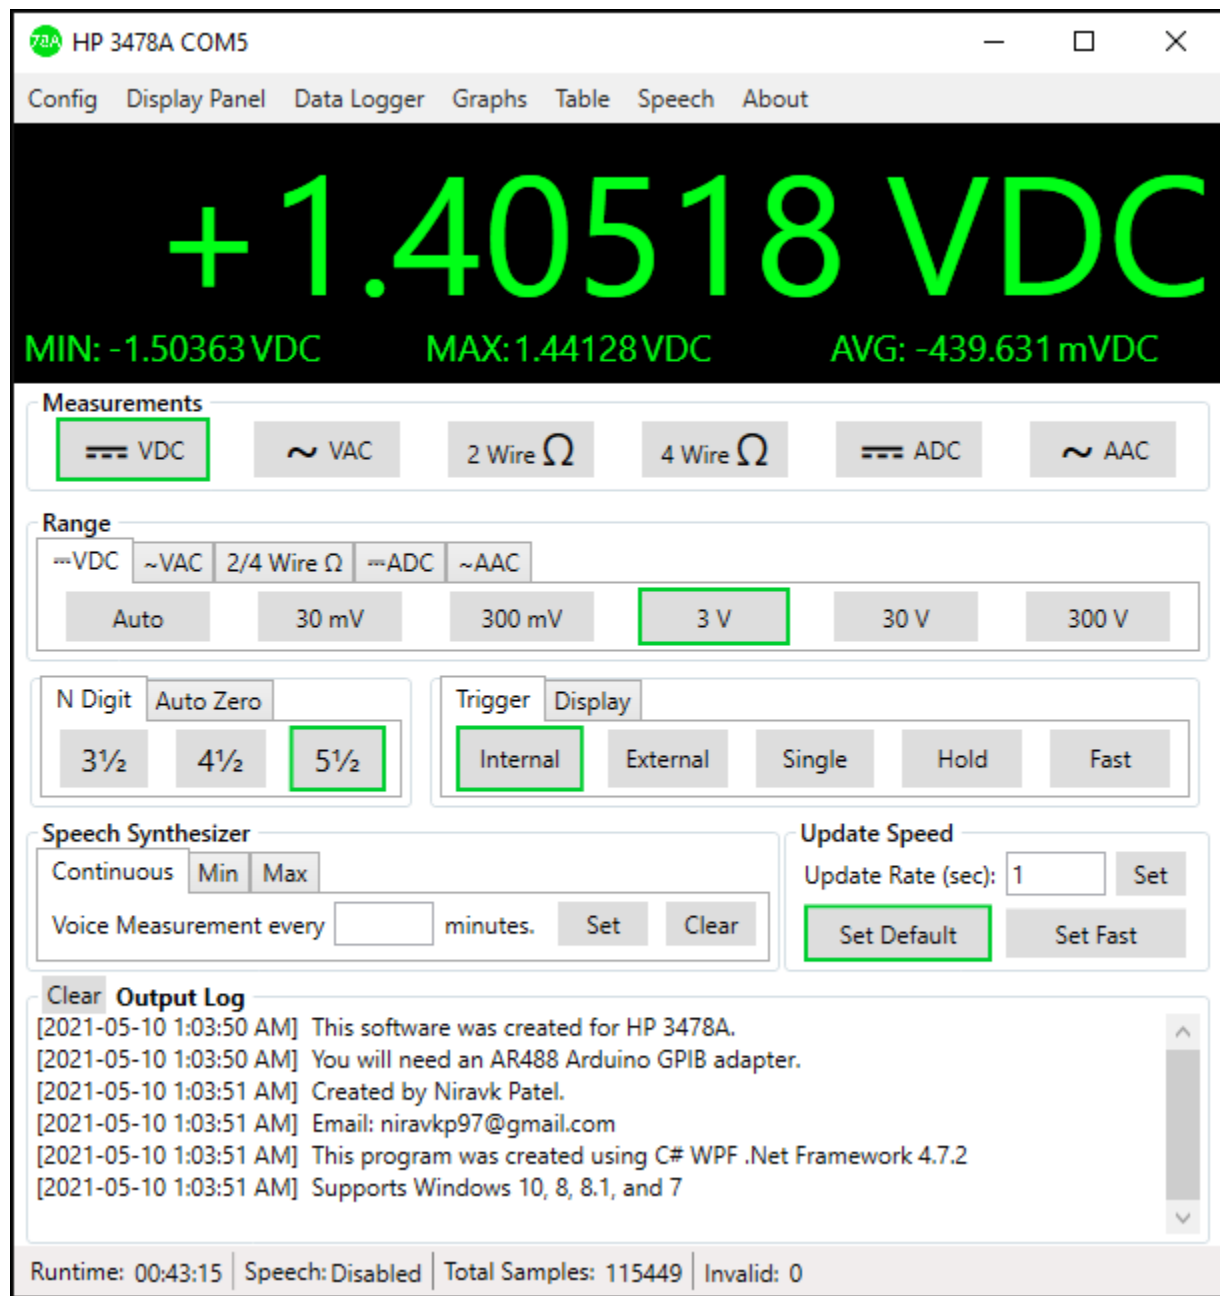 78A HP 3478A COM5
Config Display Panel Data Logger Graphs Table Speech About
+1.40518 VDC
MIN: -1.50363 VDC MAX: 1.44128 VDC AVG: -439.631 mVDC
Measurements
⎓ VDC ~ VAC 2 Wire Ω 4 Wire Ω ⎓ ADC ~ AAC
Range
⎓VDC ~VAC 2/4 Wire Ω ⎓ADC ~AAC
Auto 30 mV 300 mV 3 V 30 V 300 V
N Digit Auto Zero Trigger Display
3½ 4½ 5½ Internal External Single Hold Fast
Speech Synthesizer Update Speed
Continuous Min Max Update Rate (sec): 1 Set
Voice Measurement every minutes. Set Clear Set Default Set Fast
Clear Output Log
[2021-05-10 1:03:50 AM] This software was created for HP 3478A.
[2021-05-10 1:03:50 AM] You will need an AR488 Arduino GPIB adapter.
[2021-05-10 1:03:51 AM] Created by Niravk Patel.
[2021-05-10 1:03:51 AM] Email: niravkp97@gmail.com
[2021-05-10 1:03:51 AM] This program was created using C# WPF .Net Framework 4.7.2
[2021-05-10 1:03:51 AM] Supports Windows 10, 8, 8.1, and 7
Runtime: 00:43:15 Speech: Disabled Total Samples: 115449 Invalid: 0